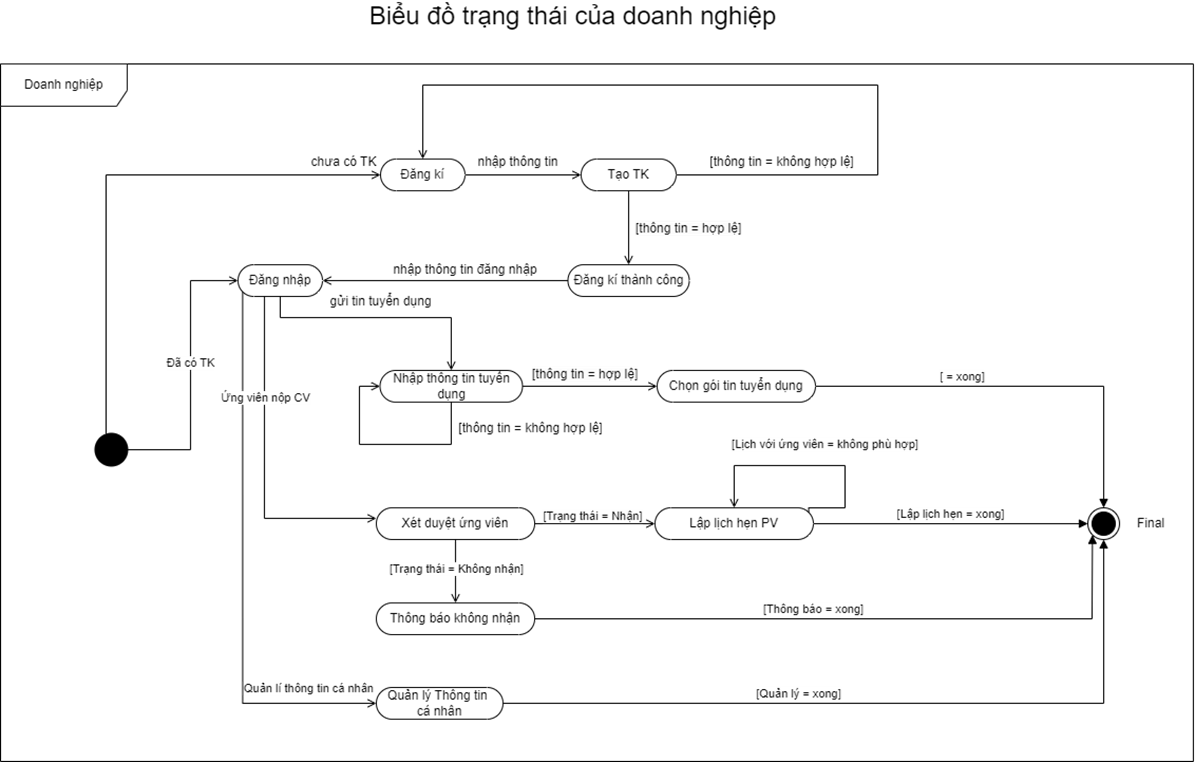 Biểu đồ trạng thái của doanh nghiệp
Doanh nghiệp
chưa có TK
Đăng kí
nhập thông tin
Tạo TK
[thông tin = không hợp lệ]
[thông tin = hợp lệ]
Đăng nhập
nhập thông tin đăng nhập
Đăng kí thành công
gửi tin tuyển dụng
Đã có TK
Nhập thông tin tuyển
dụng
[thông tin = hợp lệ]
Chọn gói tin tuyển dụng
[ = xong]
Ứng viên nộp CV
[thông tin = không hợp lệ]
[Lịch với ứng viên = không phù hợp]
Xét duyệt ứng viên
[Trạng thái = Nhận]
Lập lịch hẹn PV
[Lập lịch hẹn = xong]
Final
[Trạng thái = Không nhận]
Thông báo không nhận
[Thông báo = xong]
Quản lí thông tin cá nhân
Quản lý Thông tin
cá nhân
[Quản lý = xong]